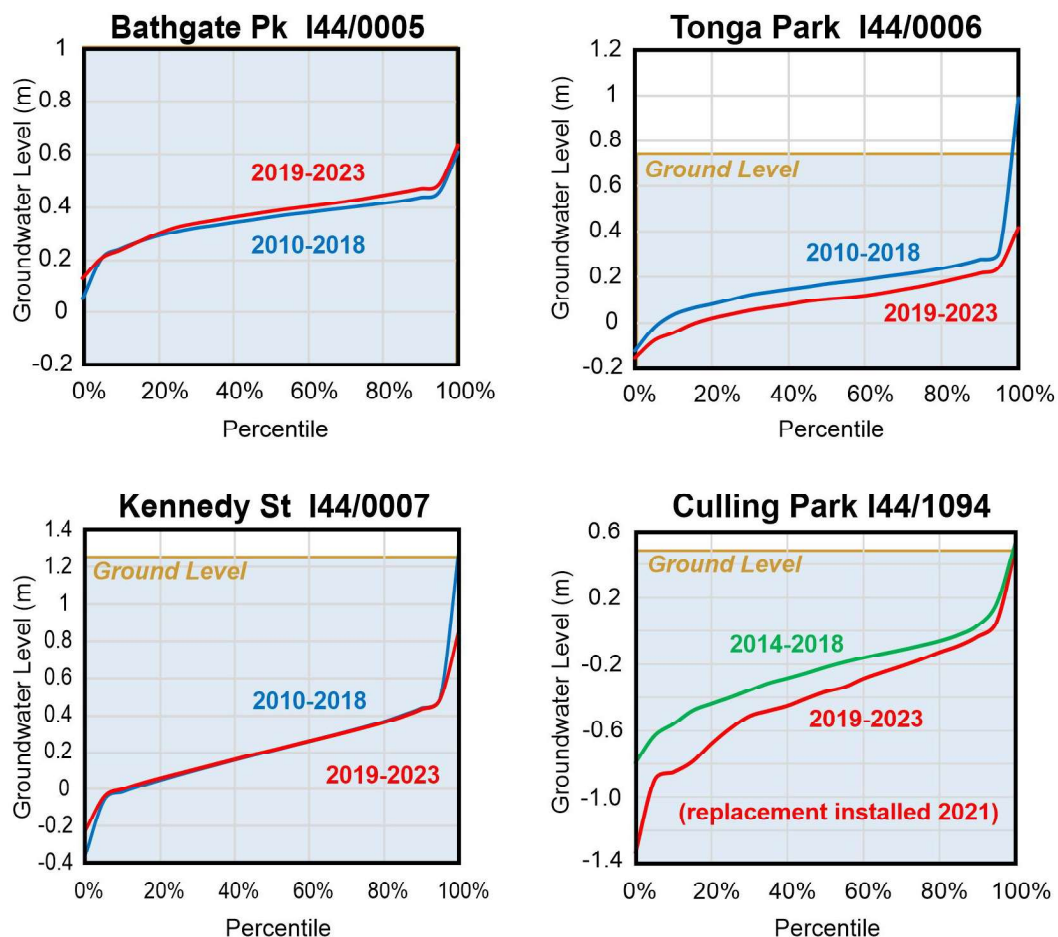 Bathgate Pk I44/0005
Groundwater Level (m)
1
0.8
0.6
0.4
0.2
0
-0.2
2019-2023
2010-2018
0% 20% 40% 60% 80% 100%
Percentile
Tonga Park I44/0006
Groundwater Level (m)
1.2
1
0.8
0.6
0.4
0.2
0
-0.2
Ground Level
2010-2018
2019-2023
0% 20% 40% 60% 80% 100%
Percentile
Kennedy St I44/0007
Groundwater Level (m)
1.4
1.2
1
0.8
0.6
0.4
0.2
0
-0.2
-0.4
Ground Level
2010-2018
2019-2023
0% 20% 40% 60% 80% 100%
Percentile
Culling Park I44/1094
Groundwater Level (m)
0.6
0.2
-0.2
-0.6
-1.0
-1.4
Ground Level
2014-2018
2019-2023
(replacement installed 2021)
0% 20% 40% 60% 80% 100%
Percentile